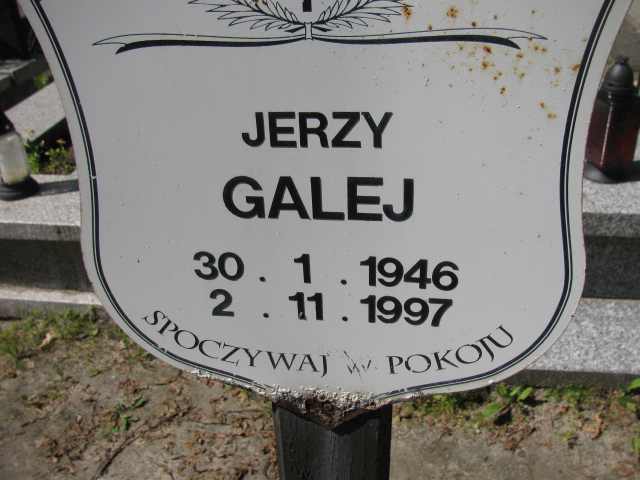 JERZY
GALEJ
30 . 1 . 1946
2 . 11 . 1997
SPOCZYWAJ W POKOJU